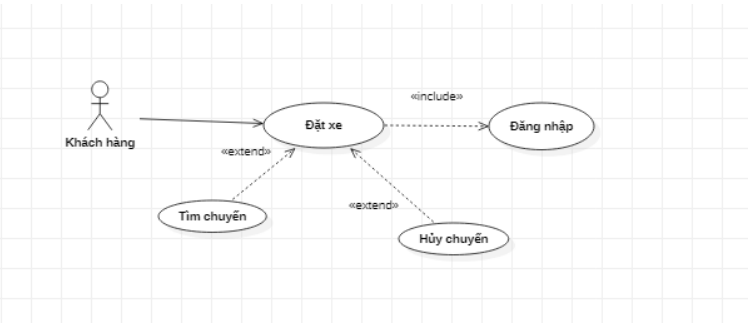 «include»
Đặt xe
Đăng nhập
Khách hàng
«extend»
Tìm chuyến
«extend»
Hủy chuyến